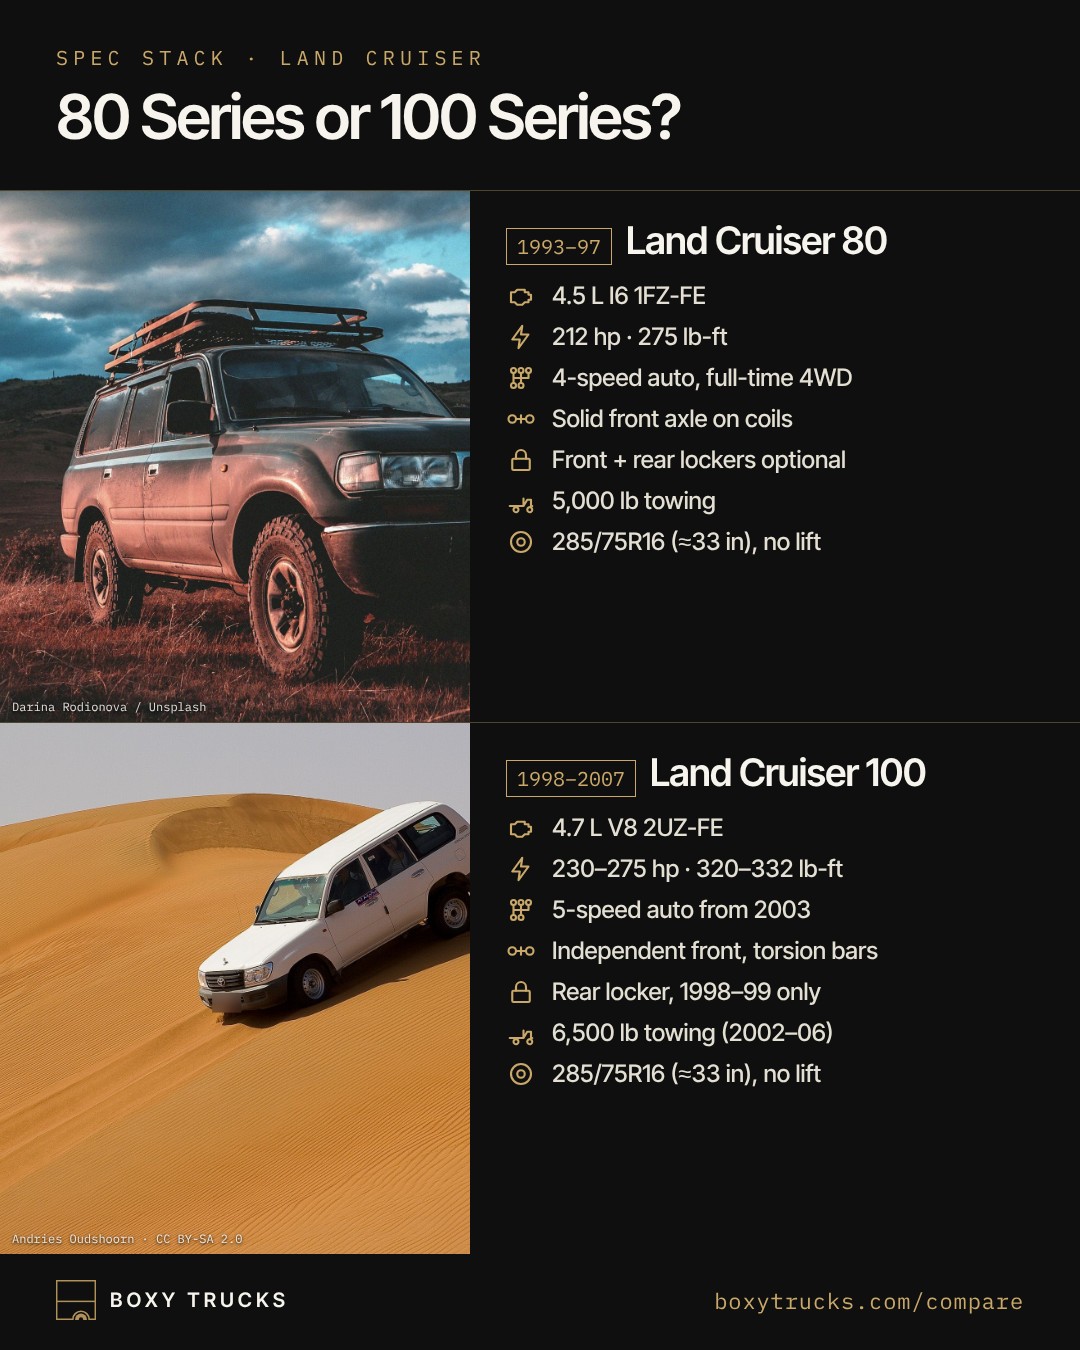 SPEC STACK · LAND CRUISER
80 Series or 100 Series?
1993–97 Land Cruiser 80
4.5 L I6 1FZ-FE
212 hp · 275 lb-ft
4-speed auto, full-time 4WD
Solid front axle on coils
Front + rear lockers optional
5,000 lb towing
285/75R16 (≈33 in), no lift
Darina Rodionova / Unsplash
1998–2007 Land Cruiser 100
4.7 L V8 2UZ-FE
230–275 hp · 320–332 lb-ft
5-speed auto from 2003
Independent front, torsion bars
Rear locker, 1998–99 only
6,500 lb towing (2002–06)
285/75R16 (≈33 in), no lift
Andries Oudshoorn · CC BY-SA 2.0
BOXY TRUCKS
boxytrucks.com/compare